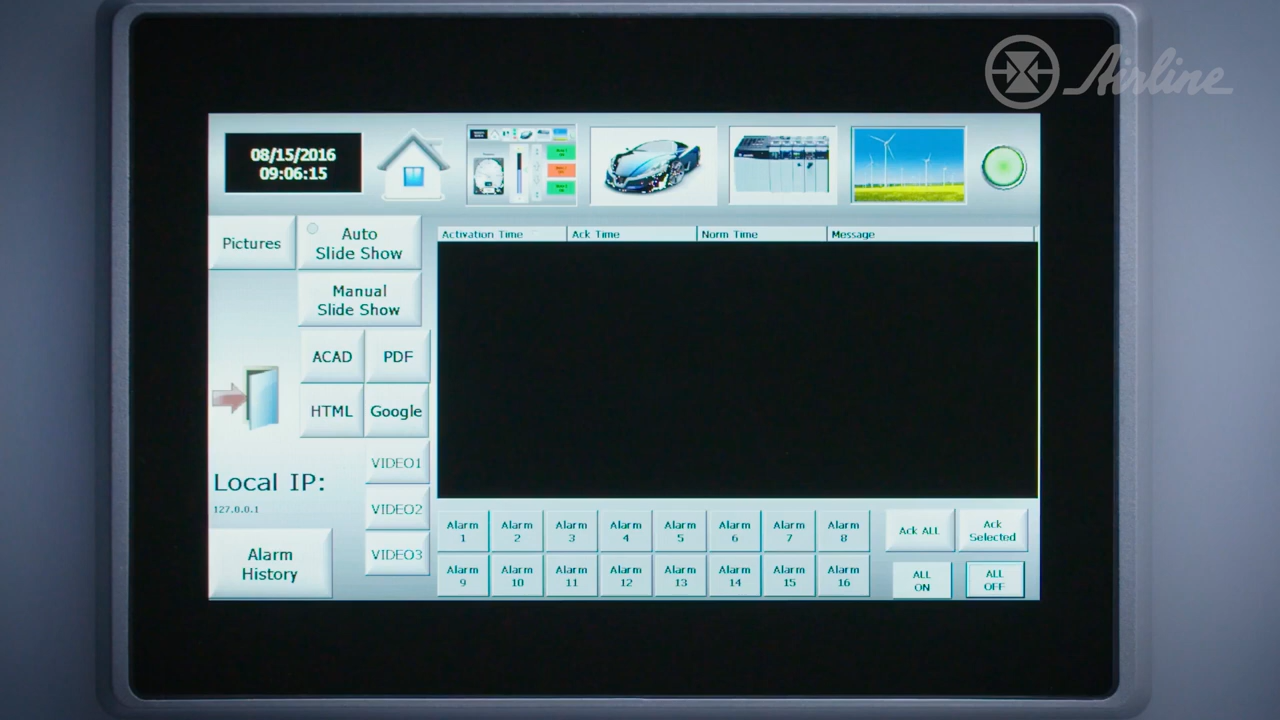 Airline
08/15/2016
09:06:15
Pictures
Auto
Slide Show
Manual
Slide Show
ACAD
PDF
HTML
Google
VIDEO1
VIDEO2
VIDEO3
Local IP:
127.0.0.1
Alarm
History
Activation Time
Ack Time
Norm Time
Message
Alarm
1
Alarm
2
Alarm
3
Alarm
4
Alarm
5
Alarm
6
Alarm
7
Alarm
8
Alarm
9
Alarm
10
Alarm
11
Alarm
12
Alarm
13
Alarm
14
Alarm
15
Alarm
16
Ack ALL
Ack
Selected
ALL
ON
ALL
OFF